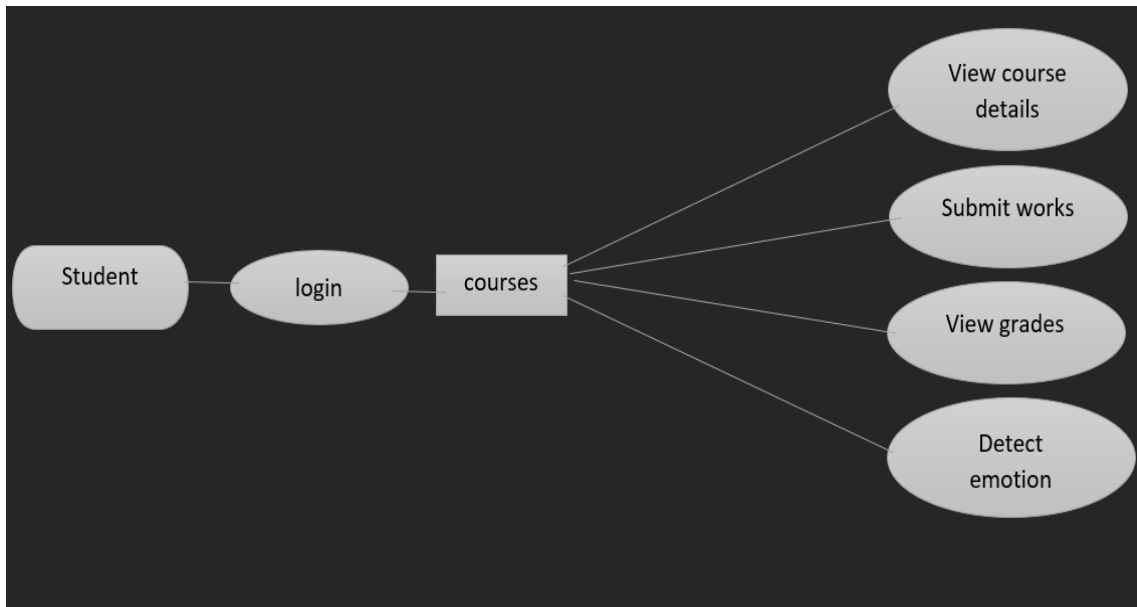 Student
login
courses
View course
details
Submit works
View grades
Detect
emotion